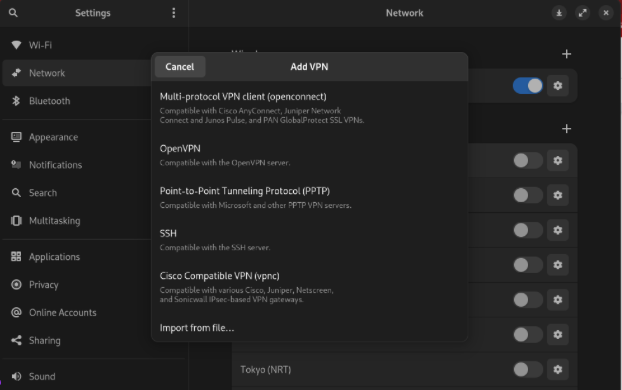 Settings
Network
Wi-Fi
Network
Bluetooth
Appearance
Notifications
Search
Multitasking
Applications
Privacy
Online Accounts
Sharing
Sound
Cancel
Add VPN
Multi-protocol VPN client (openconnect)
Compatible with Cisco AnyConnect, Juniper Network
Connect and Junos Pulse, and PAN GlobalProtect SSL VPNs.
OpenVPN
Compatible with the OpenVPN server.
Point-to-Point Tunneling Protocol (PPTP)
Compatible with Microsoft and other PPTP VPN servers.
SSH
Compatible with the SSH server.
Cisco Compatible VPN (vpnc)
Compatible with various Cisco, Juniper, Netscreen,
and Sonicwall IPsec-based VPN gateways.
Import from file...
Tokyo (NRT)